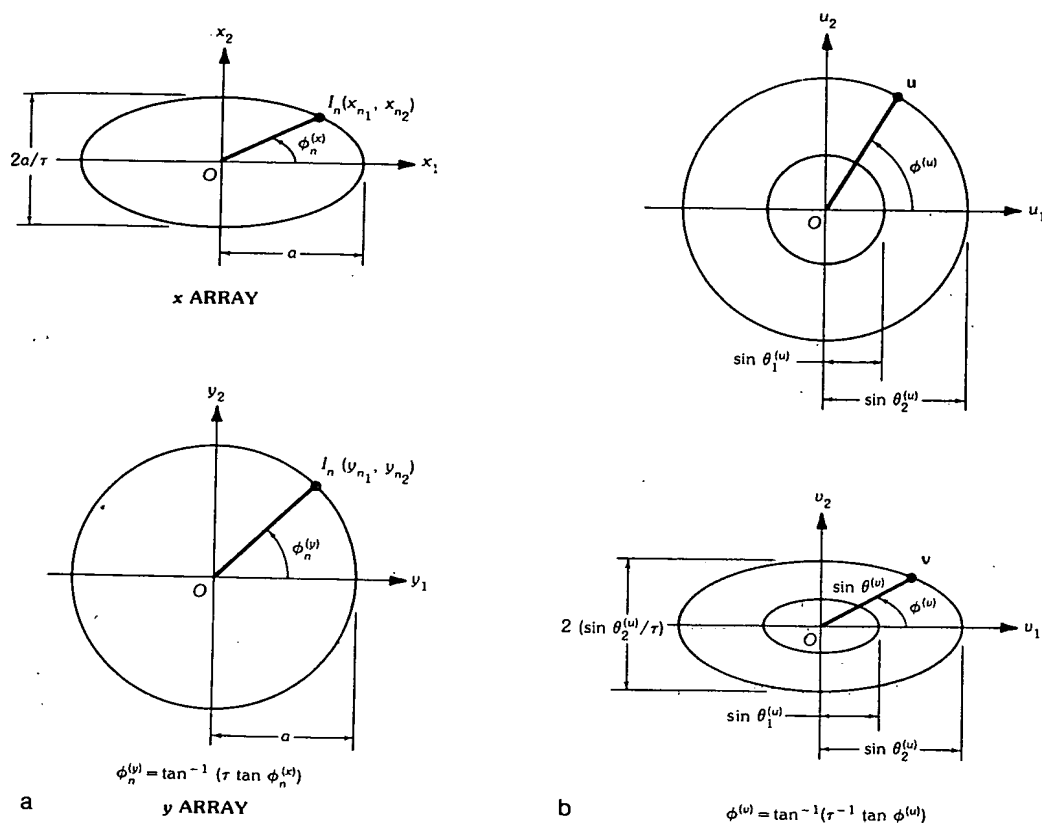 x₂
Iₙ(xₙ₁, xₙ₂)
ϕₙ⁽ˣ⁾
2a/τ
O
x₁
a
x ARRAY
y₂
Iₙ (yₙ₁, yₙ₂)
ϕₙ⁽ʸ⁾
O
y₁
a
ϕₙ⁽ʸ⁾ = tan⁻¹ (τ tan ϕₙ⁽ˣ⁾)
a
y ARRAY
u₂
u
ϕ⁽ᵘ⁾
O
u₁
sin θ₁⁽ᵘ⁾
sin θ₂⁽ᵘ⁾
υ₂
v
sin θ⁽ᵛ⁾
ϕ⁽ᵛ⁾
2 (sin θ₂⁽ᵘ⁾/τ)
O
υ₁
sin θ₁⁽ᵘ⁾
sin θ₂⁽ᵘ⁾
b
ϕ⁽ᵛ⁾ = tan⁻¹(τ⁻¹ tan ϕ⁽ᵘ⁾)